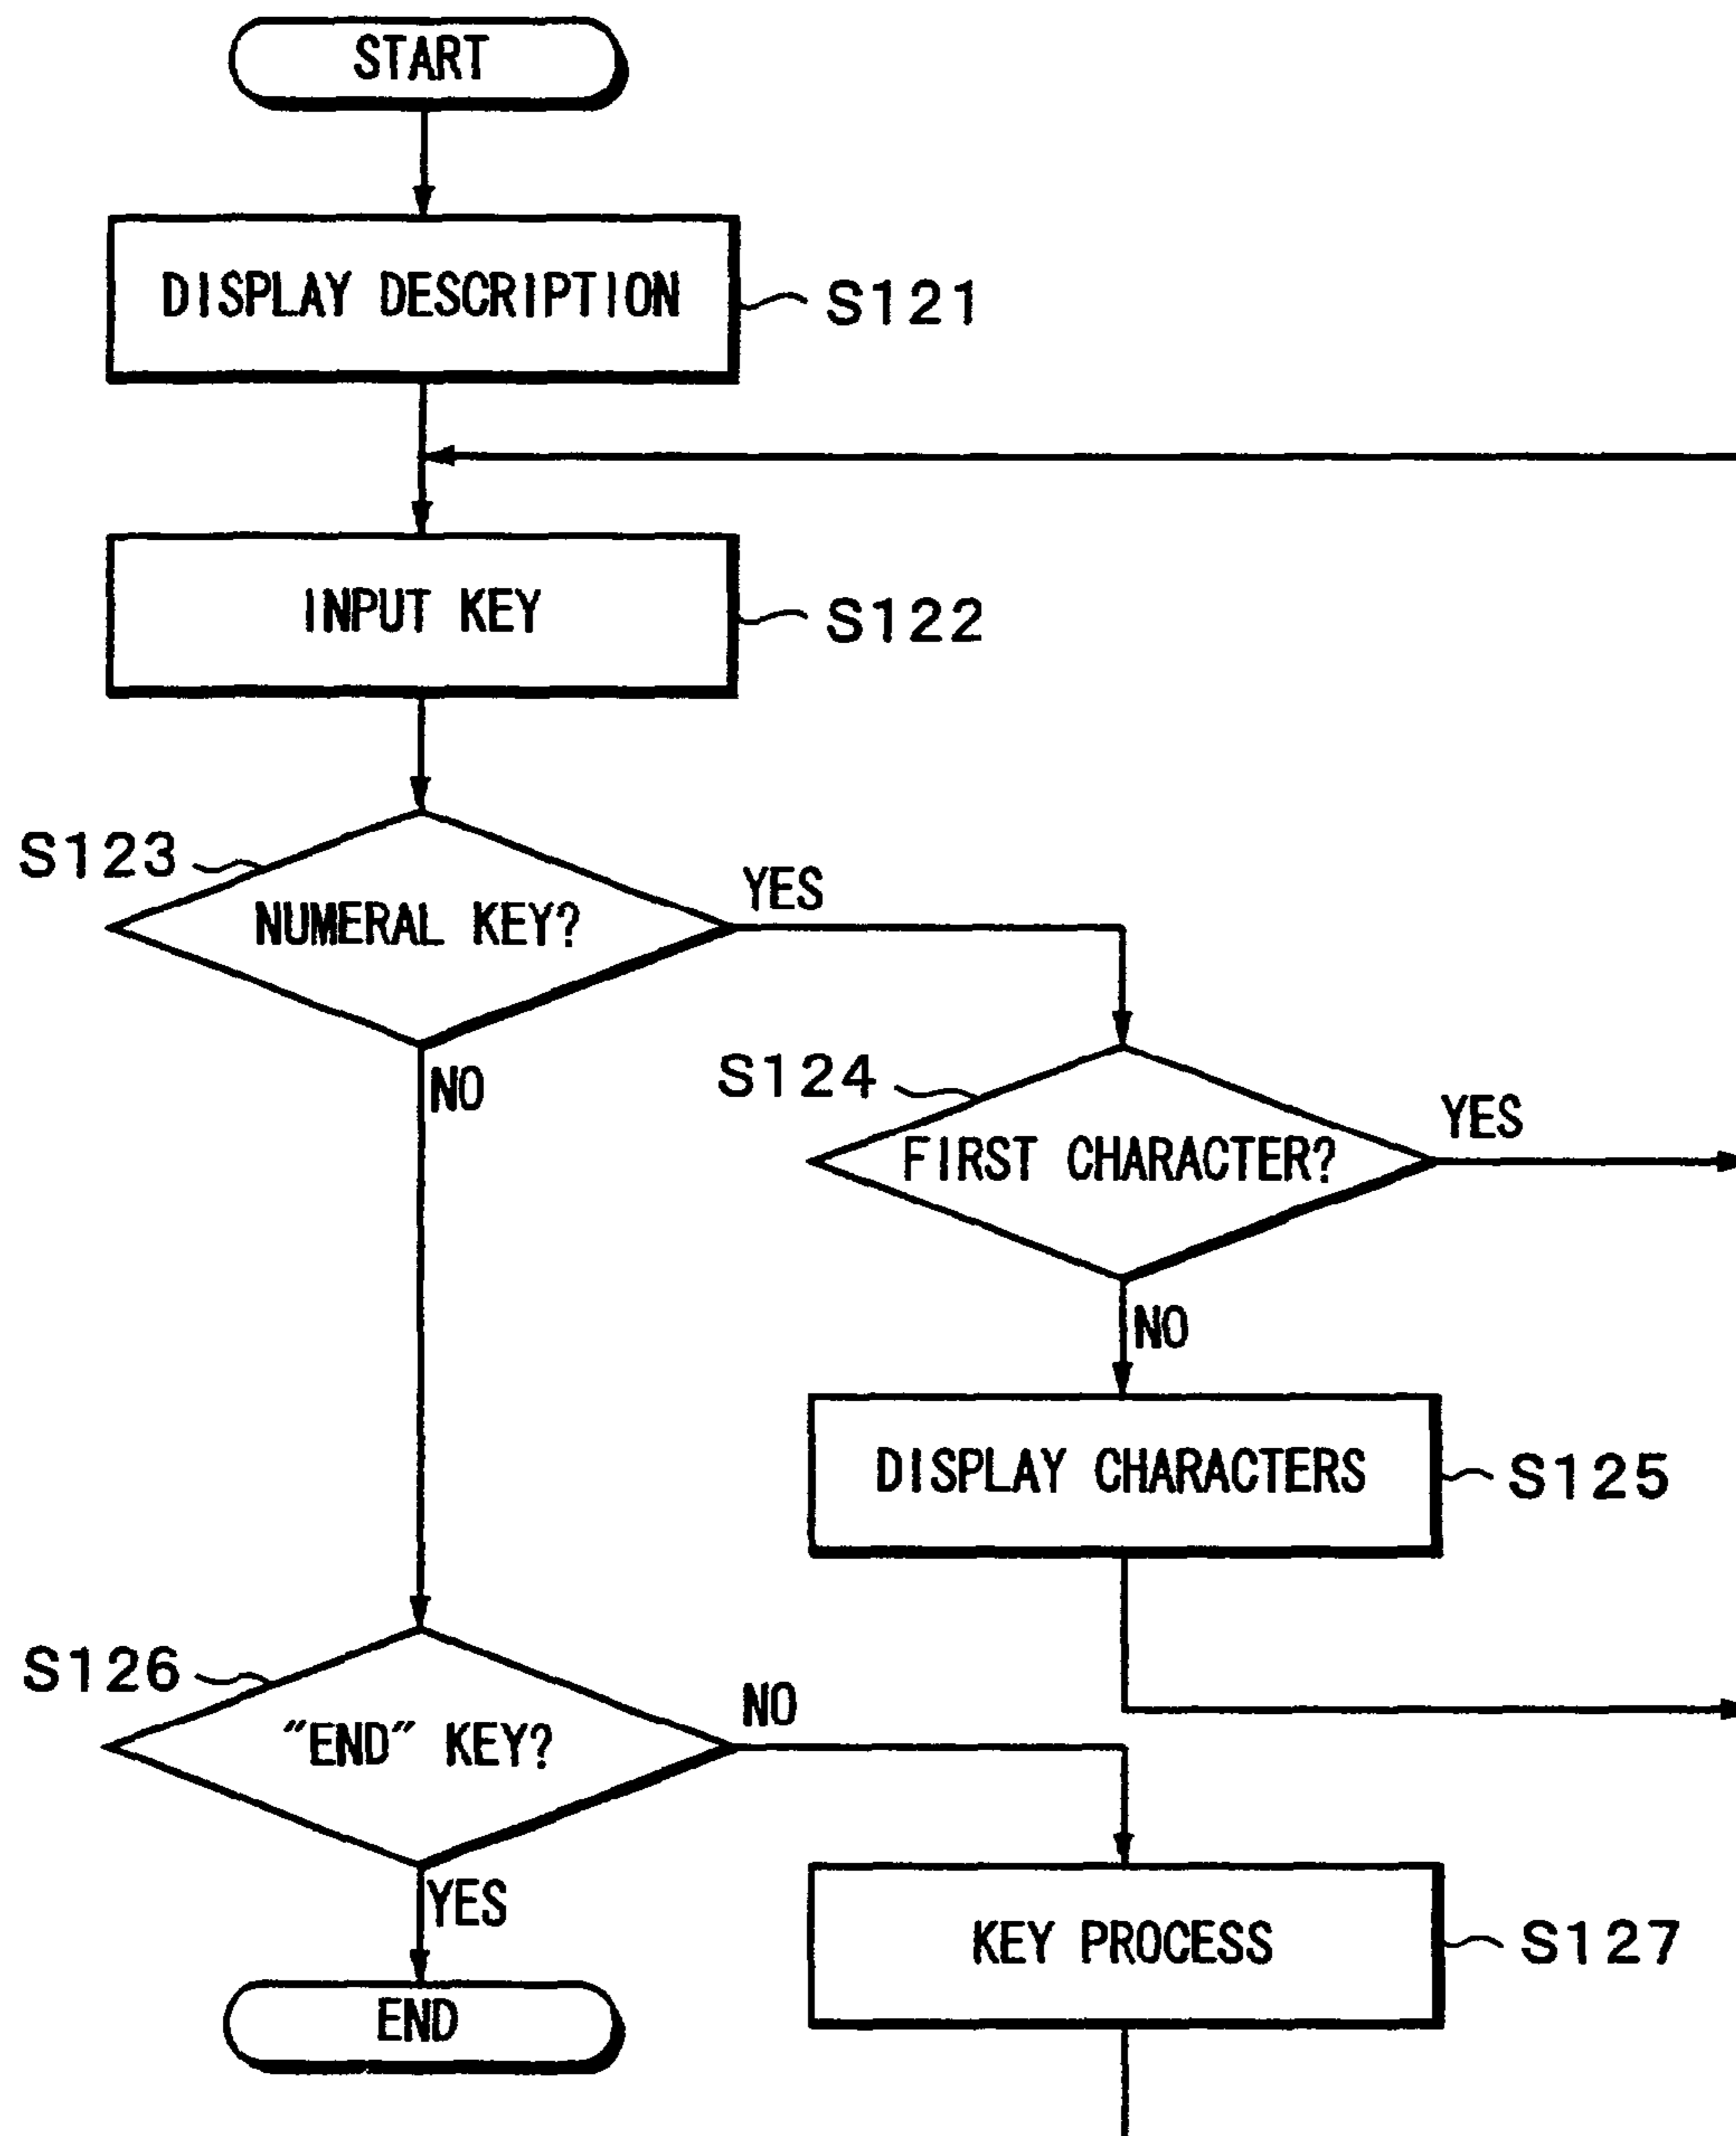 START
DISPLAY DESCRIPTION
S121
INPUT KEY
S122
S123
NUMERAL KEY?
YES
NO
S124
FIRST CHARACTER?
YES
NO
DISPLAY CHARACTERS
S125
S126
"END" KEY?
NO
YES
KEY PROCESS
S127
END